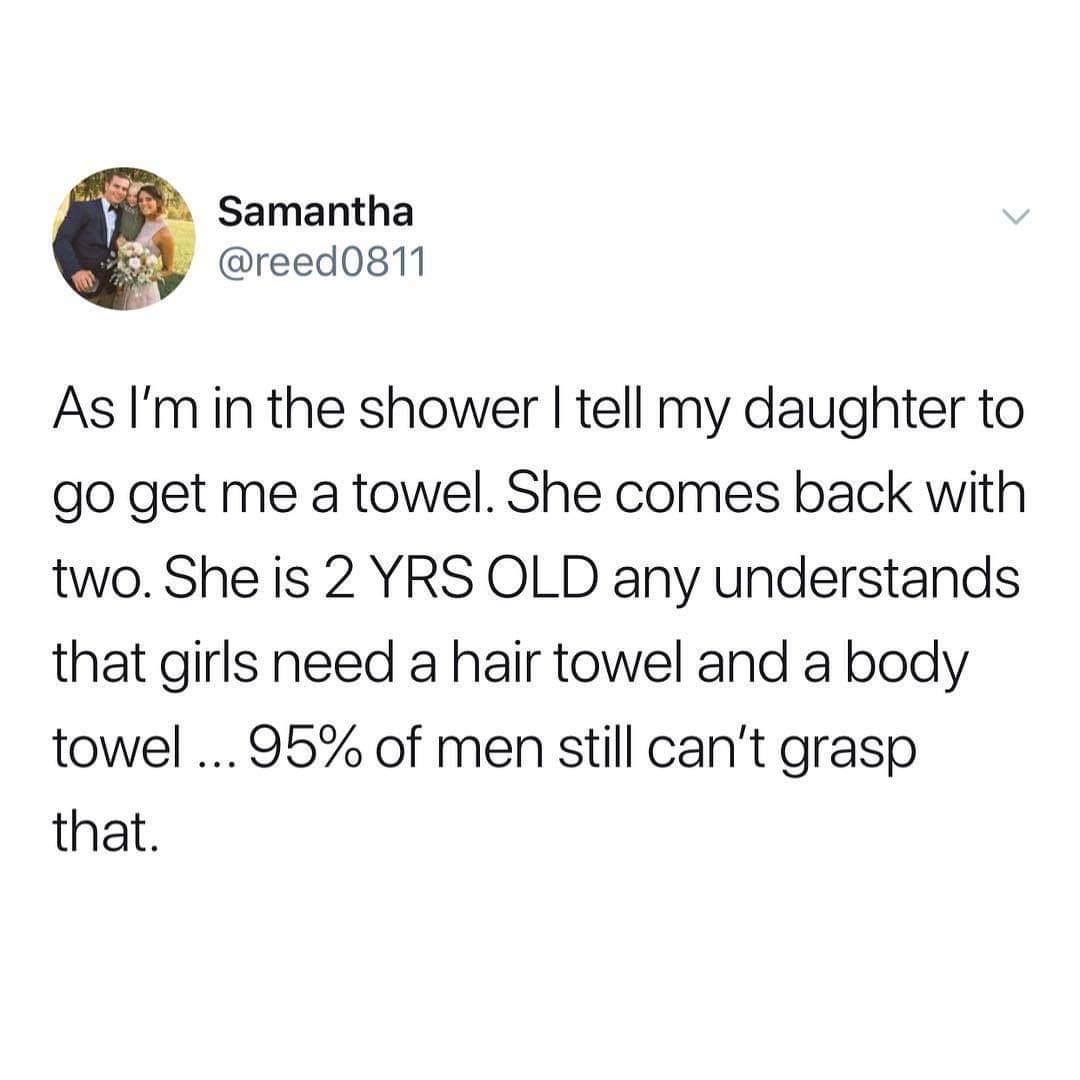 Samantha
@reed0811
As I'm in the shower I tell my daughter to
go get me a towel. She comes back with
two. She is 2 YRS OLD any understands
that girls need a hair towel and a body
towel ... 95% of men still can't grasp
that.